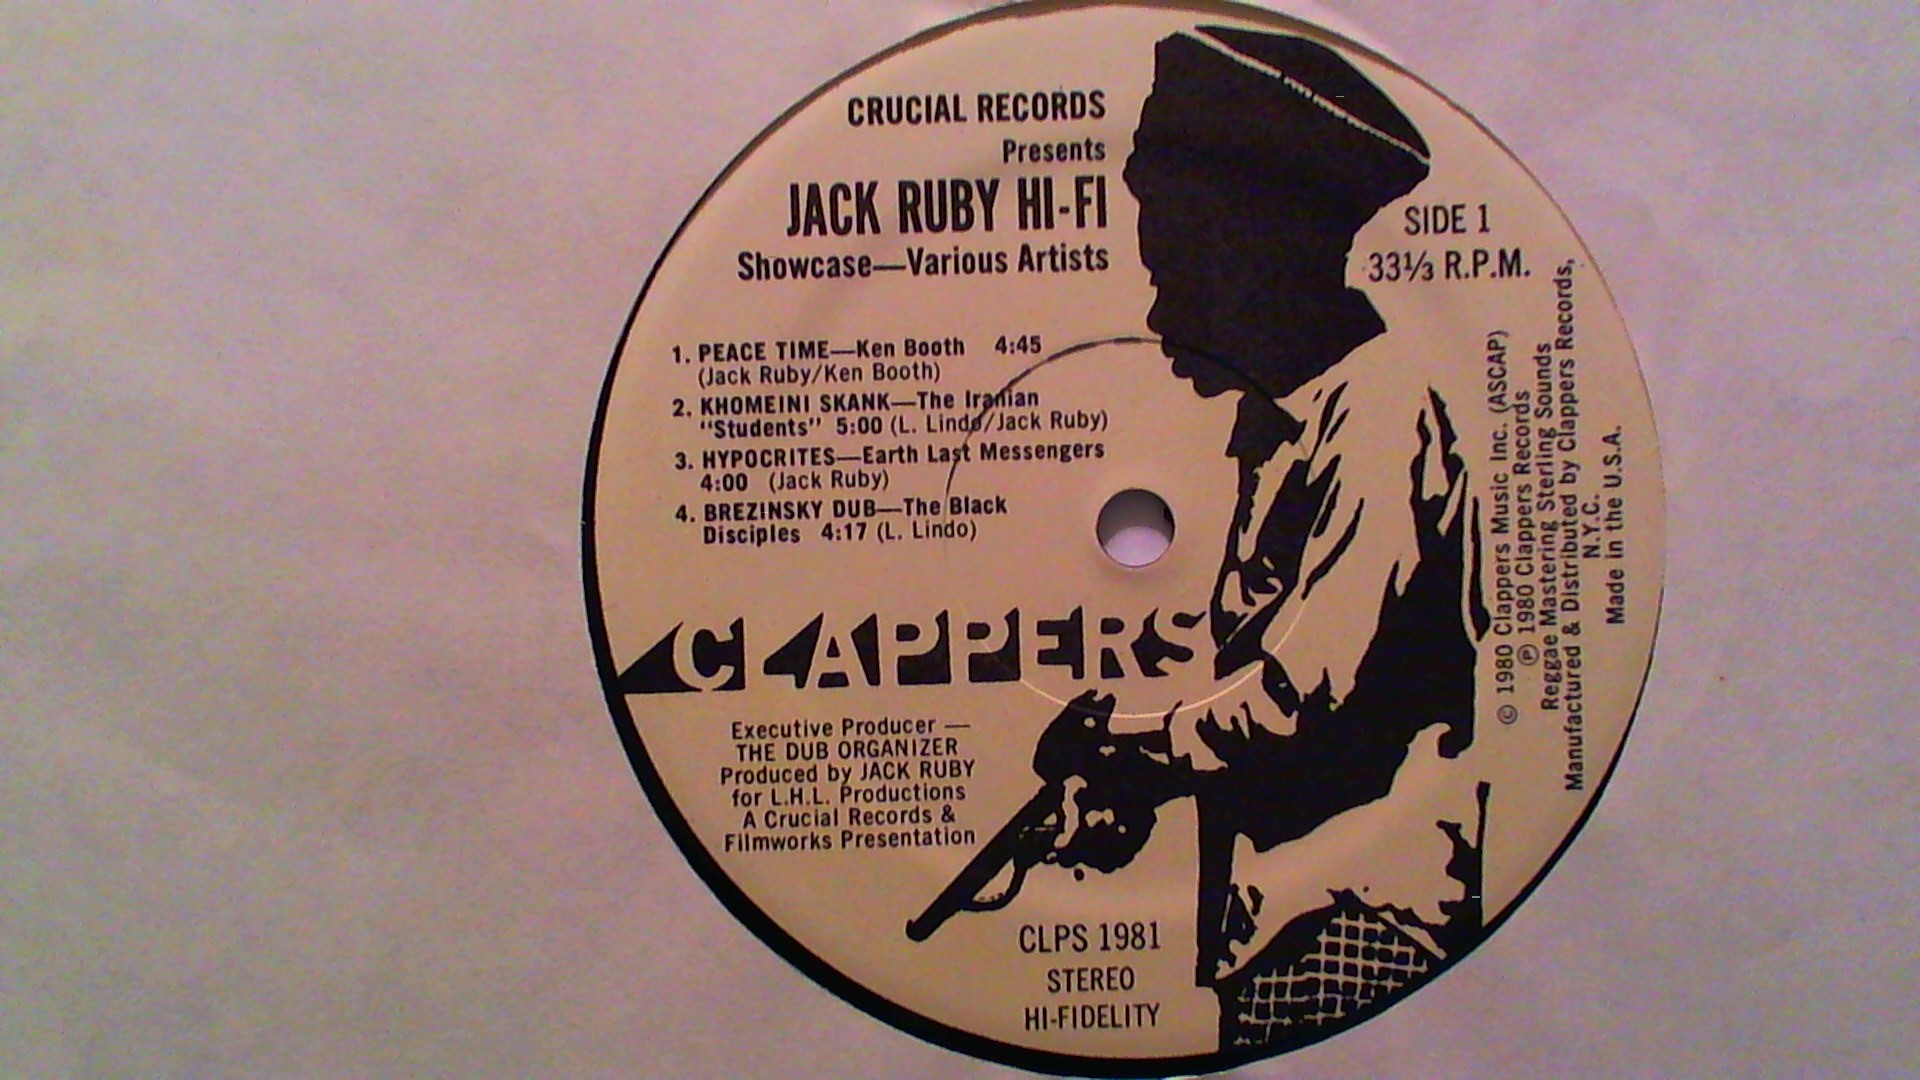 CRUCIAL RECORDS
Presents
JACK RUBY HI-FI
Showcase—Various Artists
SIDE 1
33⅓ R.P.M.
1. PEACE TIME—Ken Booth 4:45
(Jack Ruby/Ken Booth)
2. KHOMEINI SKANK—The Iranian
"Students" 5:00 (L. Lindo/Jack Ruby)
3. HYPOCRITES—Earth Last Messengers
4:00 (Jack Ruby)
4. BREZINSKY DUB—The Black
Disciples 4:17 (L. Lindo)
CLAPPERS
Executive Producer —
THE DUB ORGANIZER
Produced by JACK RUBY
for L.H.L. Productions
A Crucial Records &
Filmworks Presentation
CLPS 1981
STEREO
HI-FIDELITY
© 1980 Clappers Music Inc. (ASCAP)
℗ 1980 Clappers Records
Reggae Mastering Sterling Sounds
Manufactured & Distributed by Clappers Records,
N.Y.C.
Made in the U.S.A.